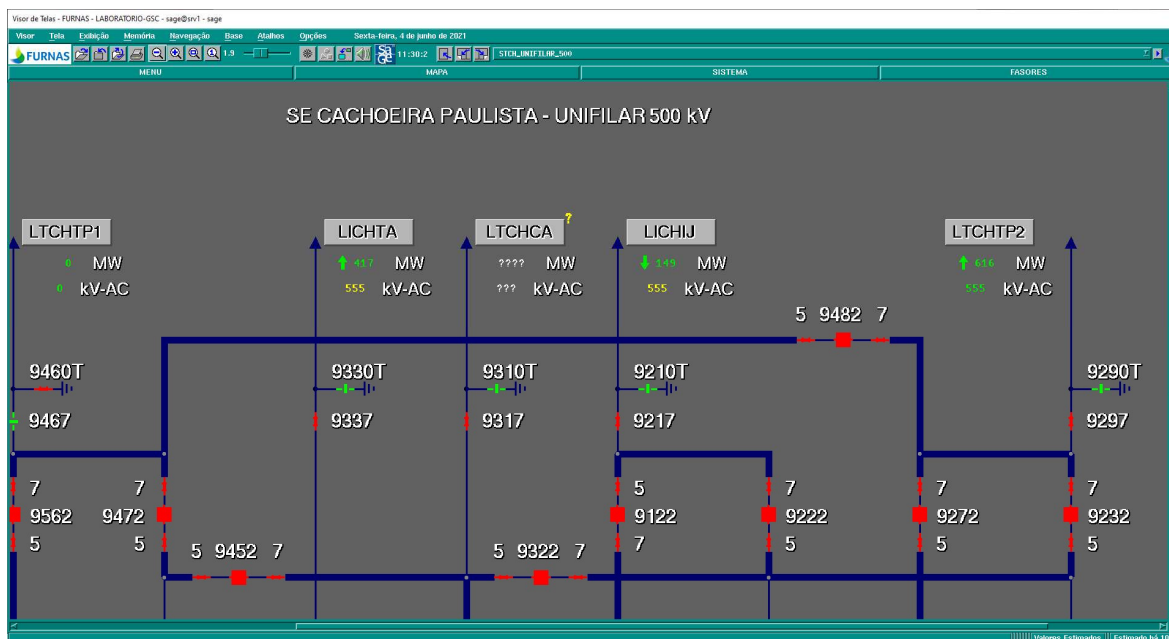 Visor de Telas - FURNAS - LABORATORIO-GSC - sage@srv1 - sage
Visor Tela Exibição Memória Navegação Base Atalhos Opções Sexta-feira, 4 de junho de 2021
FURNAS 1.9 SAGE 11:30:2 STCH_UNIFILAR_500
MENU MAPA SISTEMA FASORES
SE CACHOEIRA PAULISTA - UNIFILAR 500 kV
LTCHTP1 LICHTA LTCHCA ? LICHIJ LTCHTP2
0 MW 417 MW ???? MW 149 MW 616 MW
0 kV-AC 555 kV-AC ??? kV-AC 555 kV-AC 555 kV-AC
5 9482 7
9460T 9330T 9310T 9210T 9290T
9467 9337 9317 9217 9297
7 7 5 7 7 7
9562 9472 9122 9222 9272 9232
5 5 7 5 5 5
5 9452 7 5 9322 7
Valores Estimados Estimado há 10